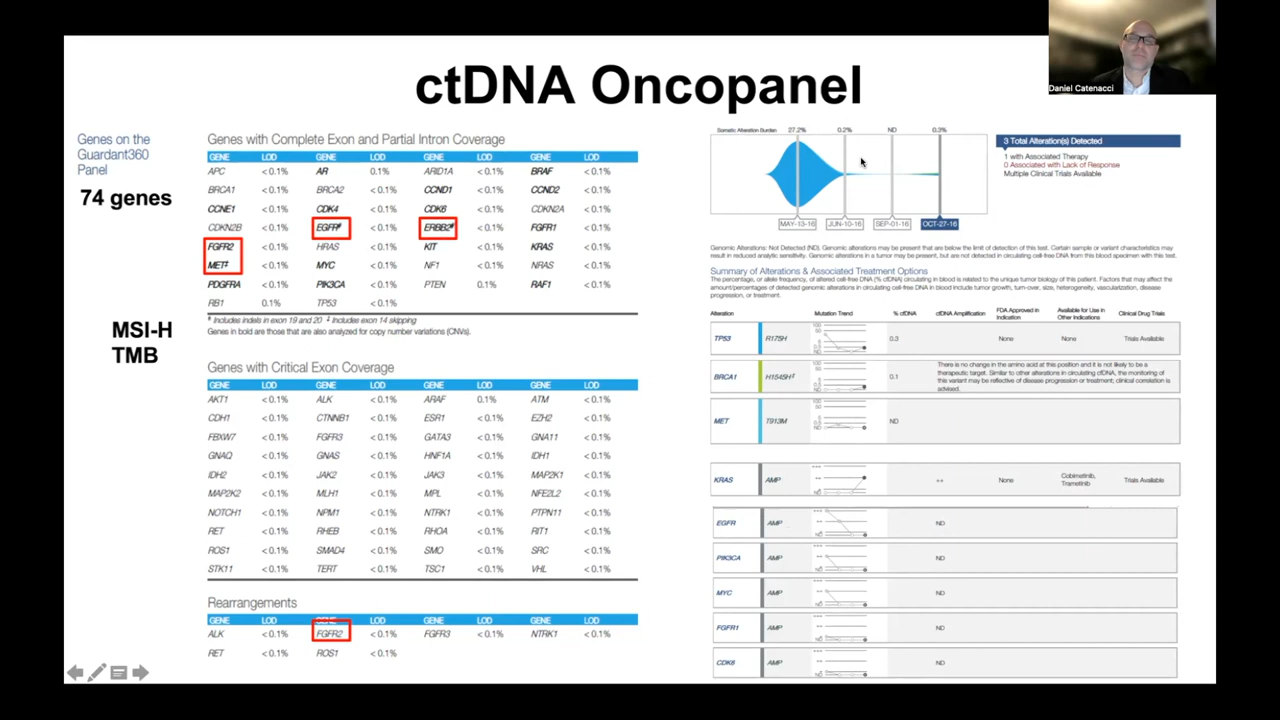 ctDNA Oncopanel
Daniel Catenacci
Genes on the
Guardant360
Panel
74 genes
MSI-H
TMB
Genes with Complete Exon and Partial Intron Coverage
GENE LOD GENE LOD GENE LOD GENE LOD
APC < 0.1% AR 0.1% ARID1A < 0.1% BRAF < 0.1%
BRCA1 < 0.1% BRCA2 < 0.1% CCND1 < 0.1% CCND2 < 0.1%
CCNE1 < 0.1% CDK4 < 0.1% CDK6 < 0.1% CDKN2A < 0.1%
CDKN2B < 0.1% EGFR < 0.1% ERBB2 < 0.1% FGFR1 < 0.1%
FGFR2 < 0.1% HRAS < 0.1% KIT < 0.1% KRAS < 0.1%
MET‡ < 0.1% MYC < 0.1% NF1 < 0.1% NRAS < 0.1%
PDGFRA < 0.1% PIK3CA < 0.1% PTEN 0.1% RAF1 < 0.1%
RB1 0.1% TP53 < 0.1%
Includes indels in exon 19 and 20 ‡ Includes exon 14 skipping
Genes in bold are those that are also analyzed for copy number variations (CNVs).
Genes with Critical Exon Coverage
GENE LOD GENE LOD GENE LOD GENE LOD
AKT1 < 0.1% ALK < 0.1% ARAF 0.1% ATM < 0.1%
CDH1 < 0.1% CTNNB1 < 0.1% ESR1 < 0.1% EZH2 < 0.1%
FBXW7 < 0.1% FGFR3 < 0.1% GATA3 < 0.1% GNA11 < 0.1%
GNAQ < 0.1% GNAS < 0.1% HNF1A < 0.1% IDH1 < 0.1%
IDH2 < 0.1% JAK2 < 0.1% JAK3 < 0.1% MAP2K1 < 0.1%
MAP2K2 < 0.1% MLH1 < 0.1% MPL < 0.1% NFE2L2 < 0.1%
NOTCH1 < 0.1% NPM1 < 0.1% NTRK1 < 0.1% PTPN11 < 0.1%
RET < 0.1% RHEB < 0.1% RHOA < 0.1% RIT1 < 0.1%
ROS1 < 0.1% SMAD4 < 0.1% SMO < 0.1% SRC < 0.1%
STK11 < 0.1% TERT < 0.1% TSC1 < 0.1% VHL < 0.1%
Rearrangements
GENE LOD GENE LOD GENE LOD GENE LOD
ALK < 0.1% FGFR2 < 0.1% FGFR3 < 0.1% NTRK1 < 0.1%
RET < 0.1% ROS1 < 0.1%
Somatic Alteration Burden 27.2% 0.2% ND 0.3%
MAY-13-16 JUN-10-16 SEP-01-16 OCT-27-16
3 Total Alteration(s) Detected
1 with Associated Therapy
0 Associated with Lack of Response
Multiple Clinical Trials Available
Genomic Alterations: Not Detected (ND). Genomic alterations may be present that are below the limit of detection of this test. Certain sample or variant characteristics may
result in reduced analytic sensitivity. Genomic alterations in a tumor may be present, but are not detected in circulating cell-free DNA from this blood specimen with this test.
Summary of Alterations & Associated Treatment Options
The percentage, or allele frequency, of altered cell-free DNA (% cfDNA) circulating in blood is related to the unique tumor biology of this patient. Factors that may affect the
amount/percentages of detected genomic alterations in circulating cell-free DNA in blood include tumor growth, turn-over, size, heterogeneity, vascularization, disease
progression, or treatment.
Alteration Mutation Trend % cfDNA cfDNA Amplification FDA Approved in Indication Available for Use in Other Indications Clinical Drug Trials
TP53 R175H 0.3 None None Trials Available
BRCA1 H1545H 0.1 There is no change in the amino acid at this position and it is not likely to be
therapeutic target. Similar to other alterations in circulating cfDNA, the monitoring of
this variant may be reflective of disease progression or treatment; clinical correlation is
advised.
MET T913M ND
KRAS AMP ++ None Cobimetinib, Trametinib Trials Available
EGFR AMP ND
PIK3CA AMP ND
MYC AMP ND
FGFR1 AMP ND
CDK6 AMP ND